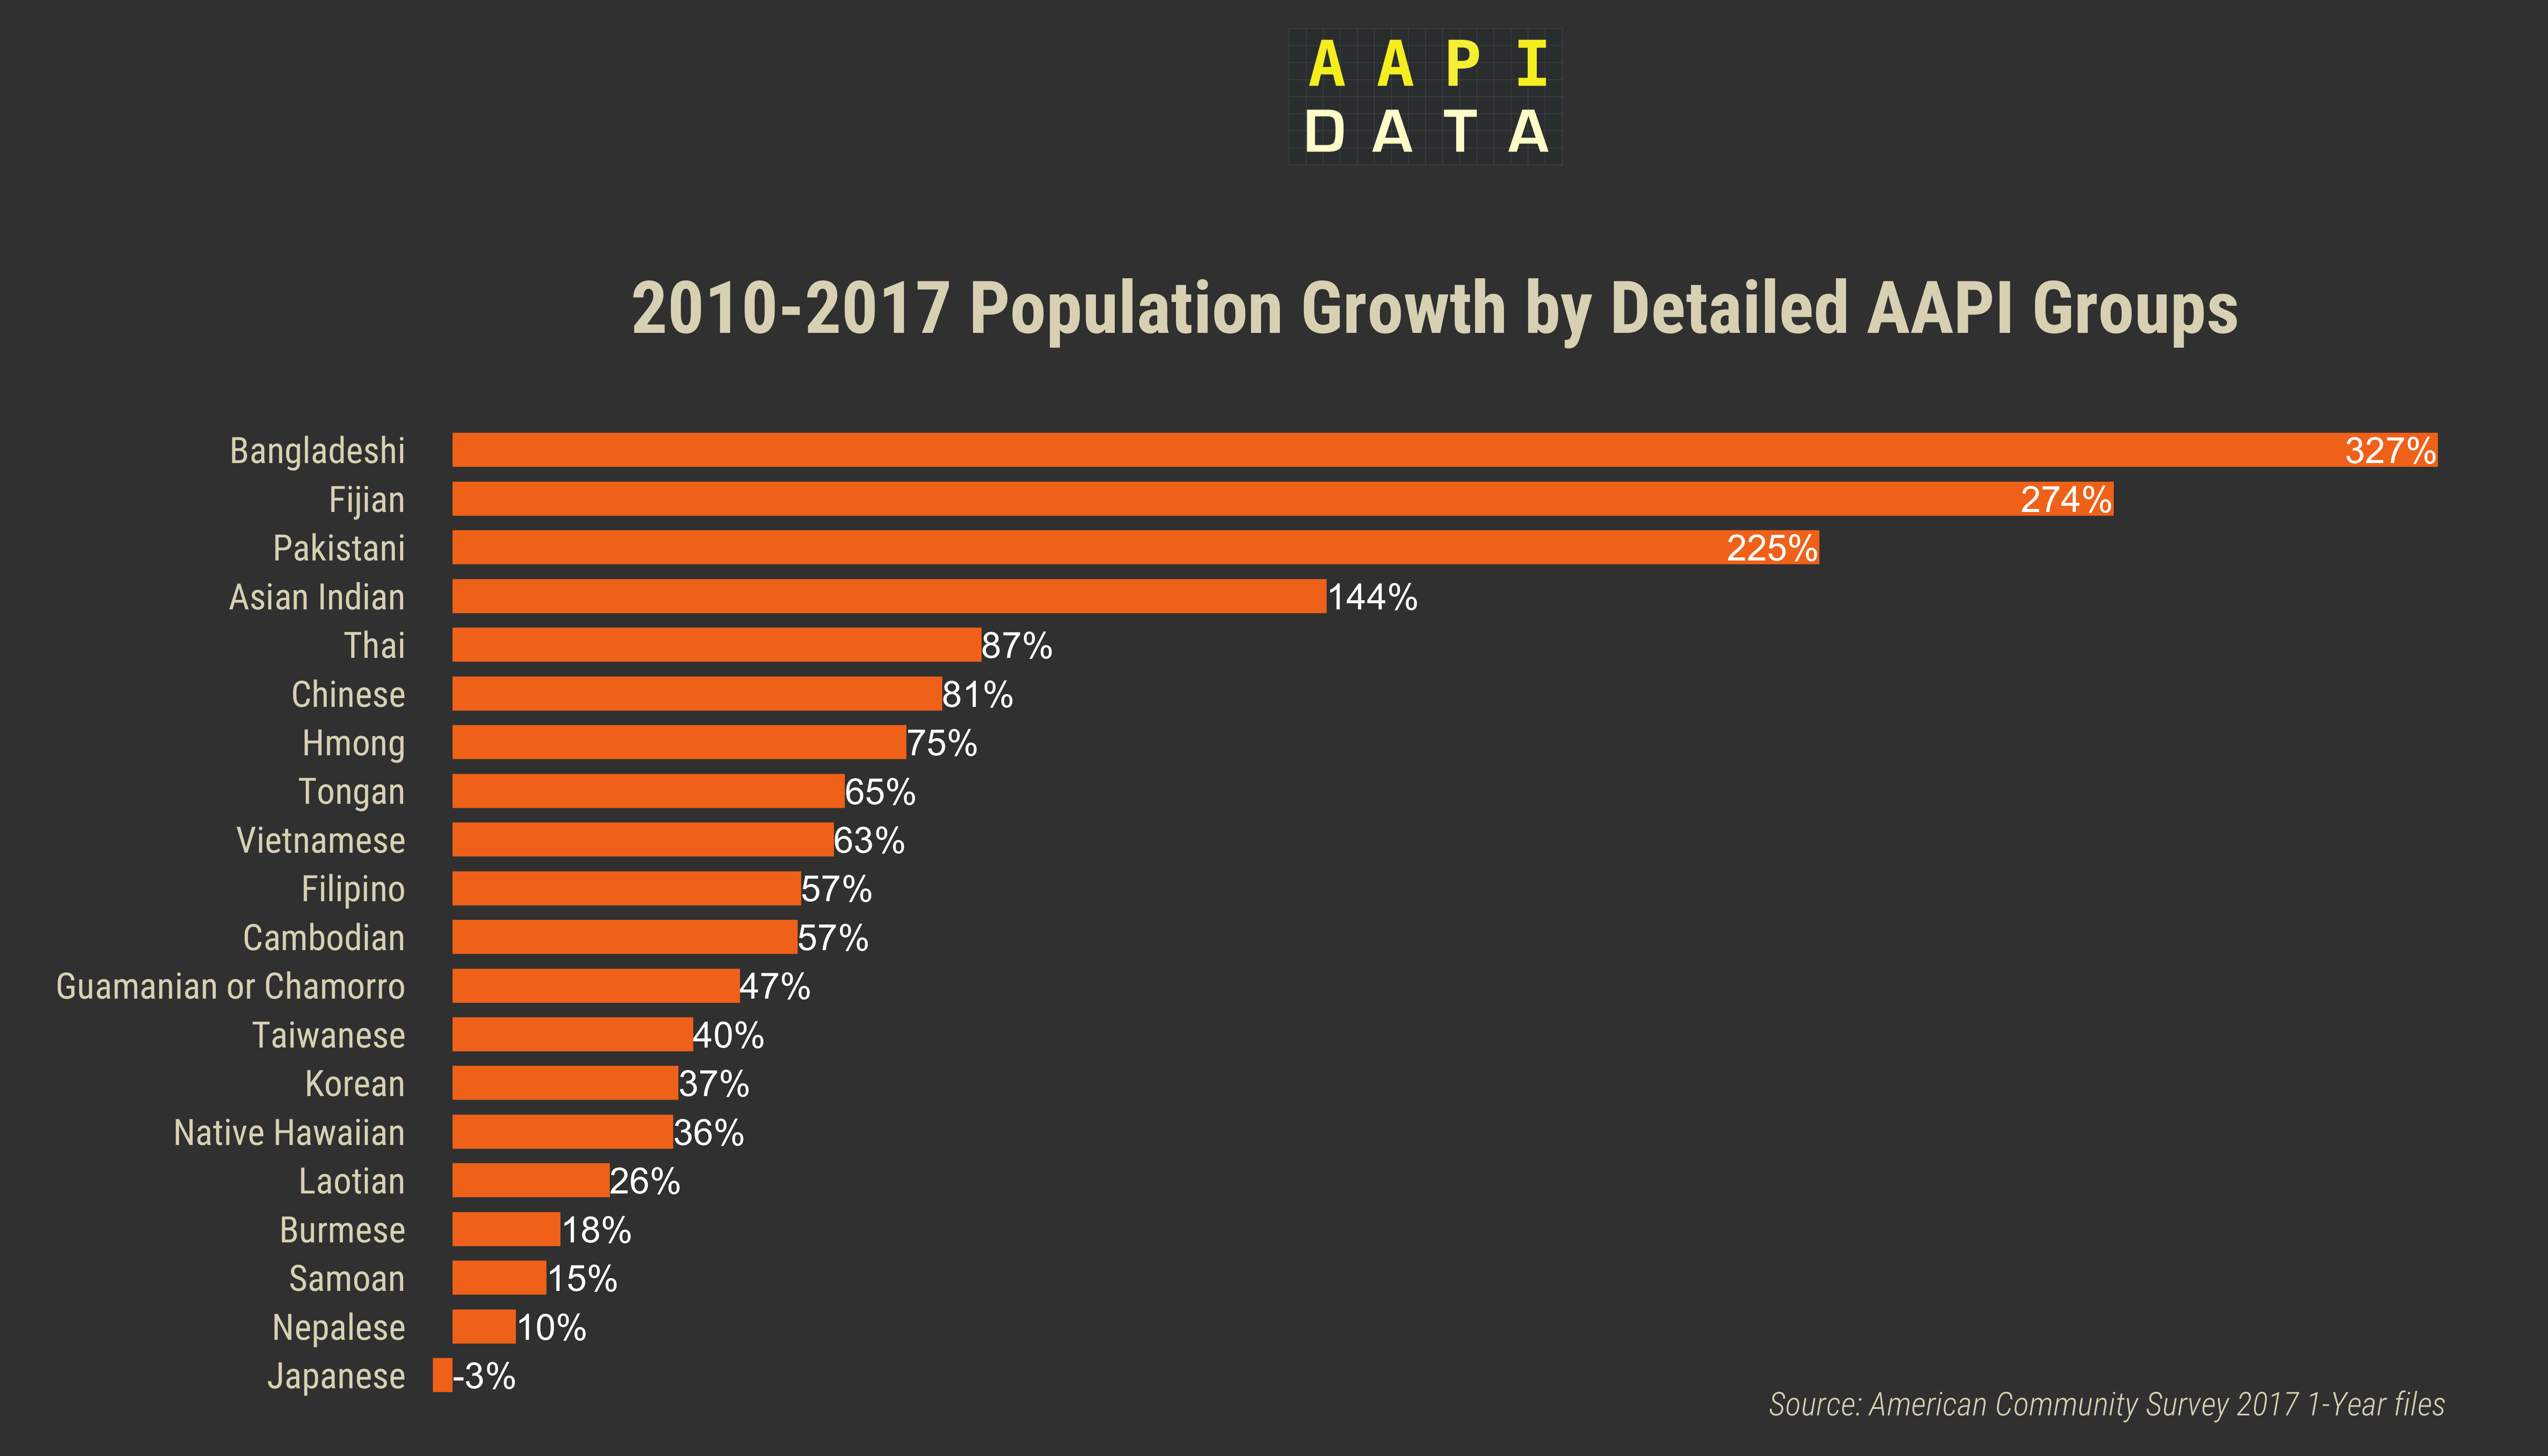 AAPI
DATA
2010-2017 Population Growth by Detailed AAPI Groups
Bangladeshi 327%
Fijian 274%
Pakistani 225%
Asian Indian 144%
Thai 87%
Chinese 81%
Hmong 75%
Tongan 65%
Vietnamese 63%
Filipino 57%
Cambodian 57%
Guamanian or Chamorro 47%
Taiwanese 40%
Korean 37%
Native Hawaiian 36%
Laotian 26%
Burmese 18%
Samoan 15%
Nepalese 10%
Japanese -3%
Source: American Community Survey 2017 1-Year files